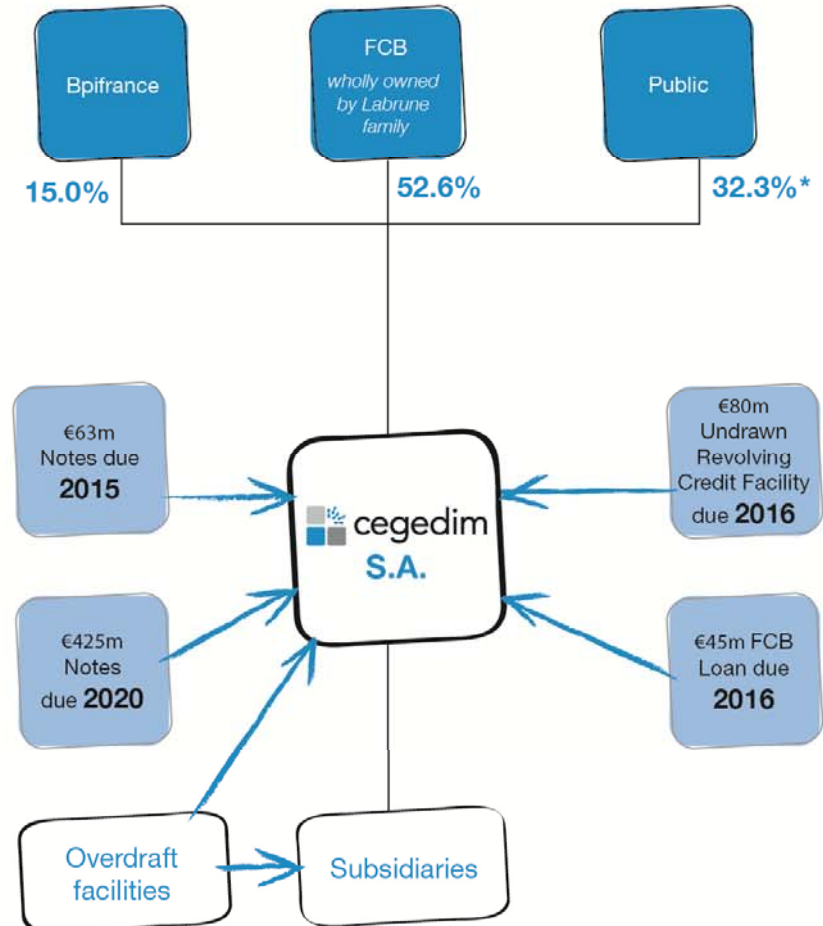 Bpifrance
FCB
wholly owned
by Labrune
family
Public
15.0%
52.6%
32.3%*
€63m
Notes due
2015
€80m
Undrawn
Revolving
Credit Facility
due 2016
cegedim
S.A.
€425m
Notes
due 2020
€45m FCB
Loan due
2016
Overdraft
facilities
Subsidiaries